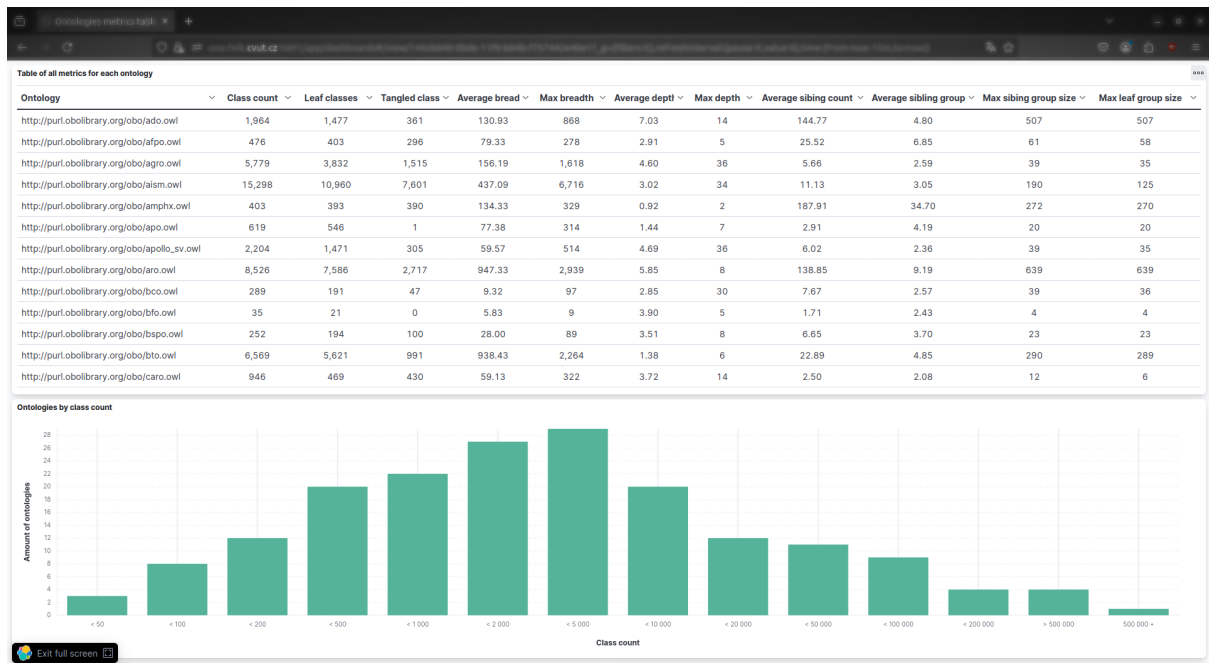 Ontologies metrics table
cvut.cz
Table of all metrics for each ontology
Ontology Class count Leaf classes Tangled class Average bread Max breadth Average deptl Max depth Average sibing count Average sibling group Max sibing group size Max leaf group size
http://purl.obolibrary.org/obo/ado.owl 1,964 1,477 361 130.93 868 7.03 14 144.77 4.80 507 507
http://purl.obolibrary.org/obo/afpo.owl 476 403 296 79.33 278 2.91 5 25.52 6.85 61 58
http://purl.obolibrary.org/obo/agro.owl 5,779 3,832 1,515 156.19 1,618 4.60 36 5.66 2.59 39 35
http://purl.obolibrary.org/obo/aism.owl 15,298 10,960 7,601 437.09 6,716 3.02 34 11.13 3.05 190 125
http://purl.obolibrary.org/obo/amphx.owl 403 393 390 134.33 329 0.92 2 187.91 34.70 272 270
http://purl.obolibrary.org/obo/apo.owl 619 546 1 77.38 314 1.44 7 2.91 4.19 20 20
http://purl.obolibrary.org/obo/apollo_sv.owl 2,204 1,471 305 59.57 514 4.69 36 6.02 2.36 39 35
http://purl.obolibrary.org/obo/aro.owl 8,526 7,586 2,717 947.33 2,939 5.85 8 138.85 9.19 639 639
http://purl.obolibrary.org/obo/bco.owl 289 191 47 9.32 97 2.85 30 7.67 2.57 39 36
http://purl.obolibrary.org/obo/bfo.owl 35 21 0 5.83 9 3.90 5 1.71 2.43 4 4
http://purl.obolibrary.org/obo/bspo.owl 252 194 100 28.00 89 3.51 8 6.65 3.70 23 23
http://purl.obolibrary.org/obo/bto.owl 6,569 5,621 991 938.43 2,264 1.38 6 22.89 4.85 290 289
http://purl.obolibrary.org/obo/caro.owl 946 469 430 59.13 322 3.72 14 2.50 2.08 12 6
Ontologies by class count
Amount of ontologies
28
26
24
22
20
18
16
14
12
10
8
6
4
2
0
< 50 < 100 < 200 < 500 < 1 000 < 2 000 < 5 000 < 10 000 < 20 000 < 50 000 < 100 000 < 200 000 > 500 000 500 000 +
Class count
Exit full screen